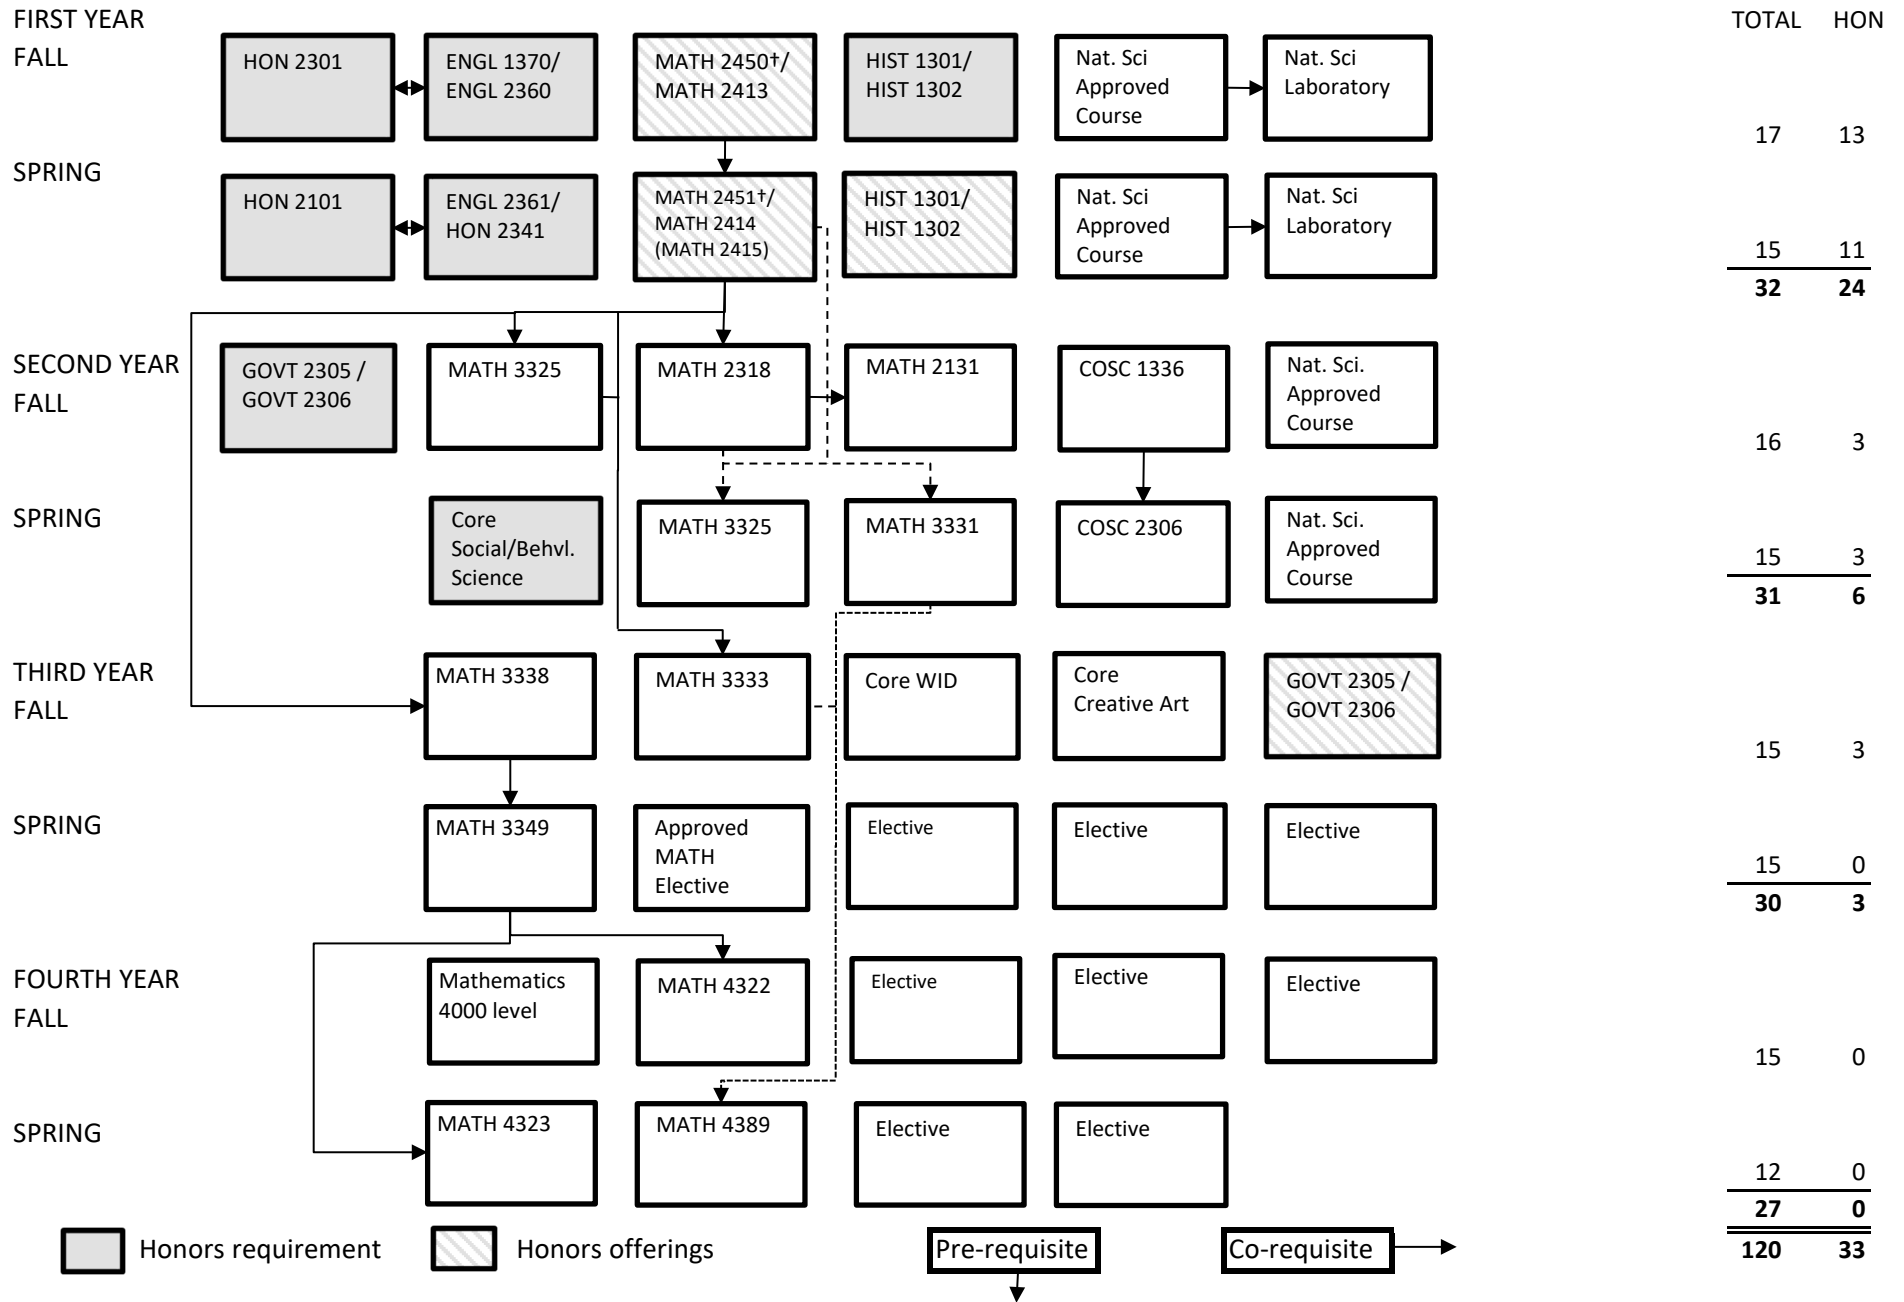 FIRST YEAR
TOTAL HON
FALL
HON 2301
ENGL 1370/
ENGL 2360
MATH 2450†/
MATH 2413
HIST 1301/
HIST 1302
Nat. Sci
Approved
Course
Nat. Sci
Laboratory
17 13
SPRING
HON 2101
ENGL 2361/
HON 2341
MATH 2451†/
MATH 2414
(MATH 2415)
HIST 1301/
HIST 1302
Nat. Sci
Approved
Course
Nat. Sci
Laboratory
15 11
32 24
SECOND YEAR
FALL
GOVT 2305 /
GOVT 2306
MATH 3325
MATH 2318
MATH 2131
COSC 1336
Nat. Sci.
Approved
Course
16 3
SPRING
Core
Social/Behvl.
Science
MATH 3325
MATH 3331
COSC 2306
Nat. Sci.
Approved
Course
15 3
31 6
THIRD YEAR
FALL
MATH 3338
MATH 3333
Core WID
Core
Creative Art
GOVT 2305 /
GOVT 2306
15 3
SPRING
MATH 3349
Approved
MATH
Elective
Elective
Elective
Elective
15 0
30 3
FOURTH YEAR
FALL
Mathematics
4000 level
MATH 4322
Elective
Elective
Elective
15 0
SPRING
MATH 4323
MATH 4389
Elective
Elective
12 0
27 0
Honors requirement
Honors offerings
Pre-requisite
Co-requisite
120 33